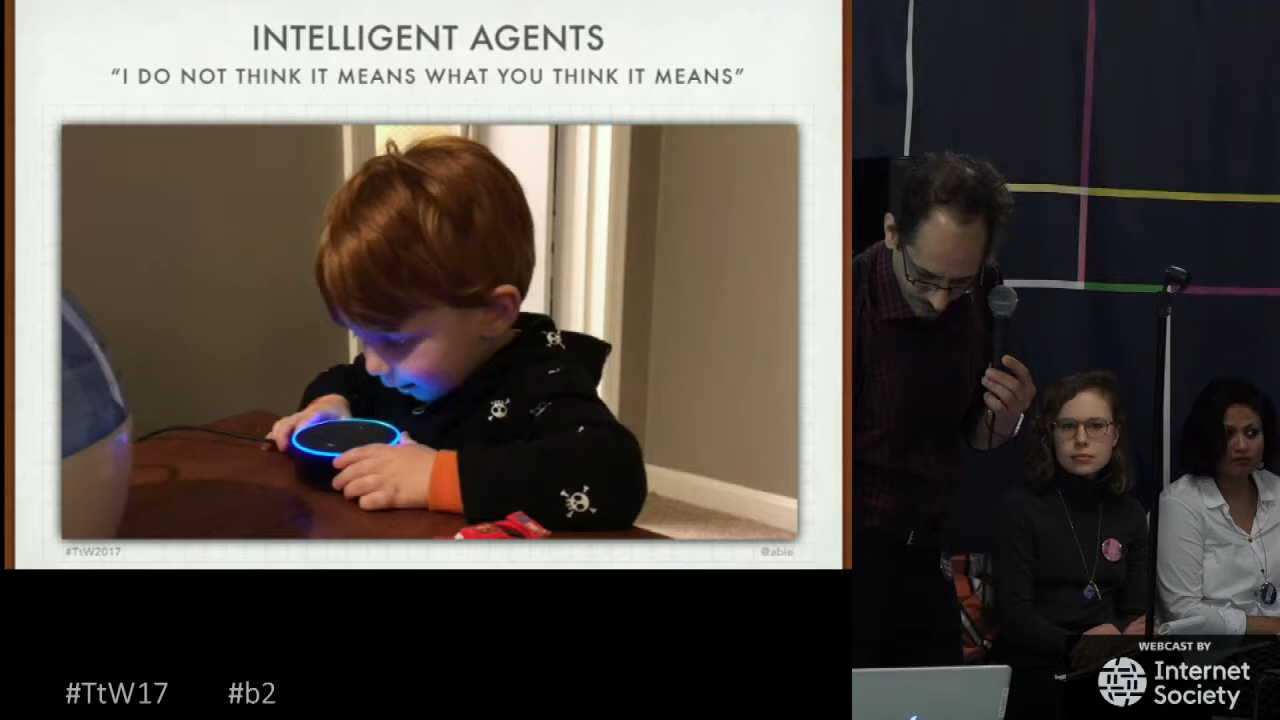 INTELLIGENT AGENTS
"I DO NOT THINK IT MEANS WHAT YOU THINK IT MEANS"
#TtW2017
@able
#TtW17 #b2
WEBCAST BY
Internet
Society